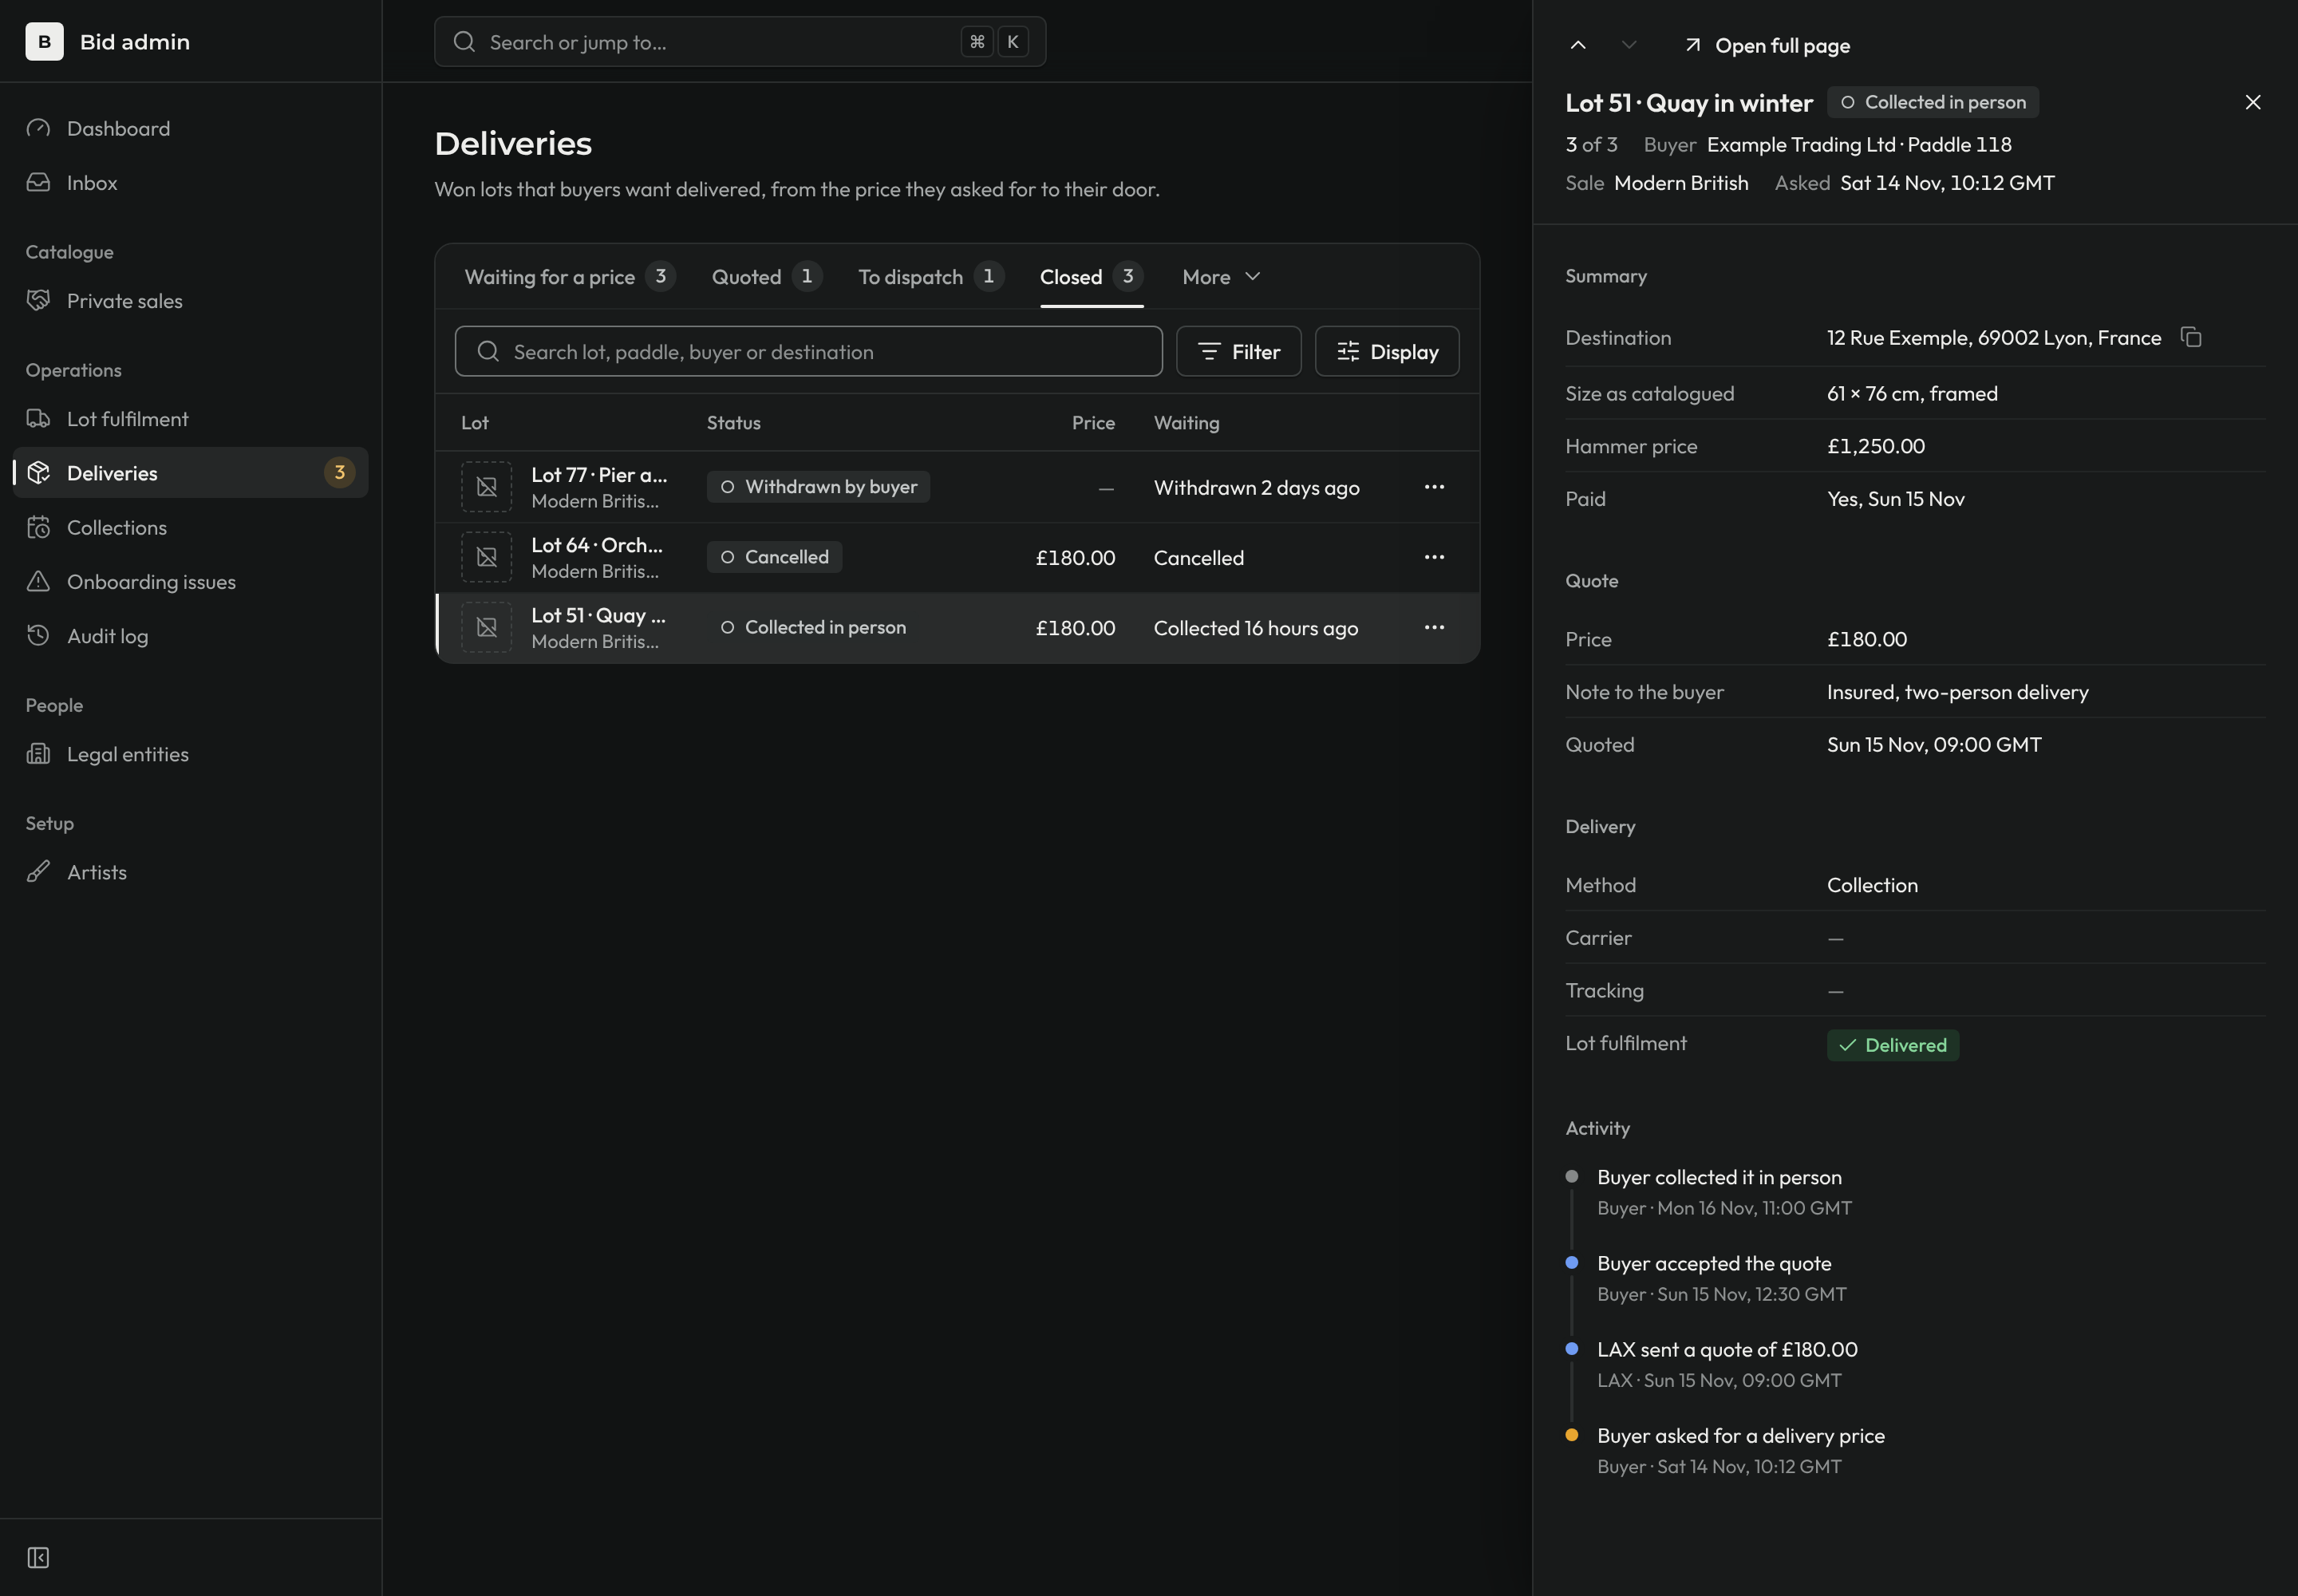 B Bid admin
Search or jump to... ⌘ K
Dashboard
Inbox
Catalogue
Private sales
Operations
Lot fulfilment
Deliveries 3
Collections
Onboarding issues
Audit log
People
Legal entities
Setup
Artists
Deliveries
Won lots that buyers want delivered, from the price they asked for to their door.
Waiting for a price 3 Quoted 1 To dispatch 1 Closed 3 More
Search lot, paddle, buyer or destination Filter Display
Lot Status Price Waiting
Lot 77 · Pier a...
Modern Britis...
Withdrawn by buyer — Withdrawn 2 days ago
Lot 64 · Orch...
Modern Britis...
Cancelled £180.00 Cancelled
Lot 51 · Quay ...
Modern Britis...
Collected in person £180.00 Collected 16 hours ago
Open full page
Lot 51 · Quay in winter Collected in person
3 of 3 Buyer Example Trading Ltd · Paddle 118
Sale Modern British Asked Sat 14 Nov, 10:12 GMT
Summary
Destination 12 Rue Exemple, 69002 Lyon, France
Size as catalogued 61 × 76 cm, framed
Hammer price £1,250.00
Paid Yes, Sun 15 Nov
Quote
Price £180.00
Note to the buyer Insured, two-person delivery
Quoted Sun 15 Nov, 09:00 GMT
Delivery
Method Collection
Carrier —
Tracking —
Lot fulfilment Delivered
Activity
Buyer collected it in person
Buyer · Mon 16 Nov, 11:00 GMT
Buyer accepted the quote
Buyer · Sun 15 Nov, 12:30 GMT
LAX sent a quote of £180.00
LAX · Sun 15 Nov, 09:00 GMT
Buyer asked for a delivery price
Buyer · Sat 14 Nov, 10:12 GMT